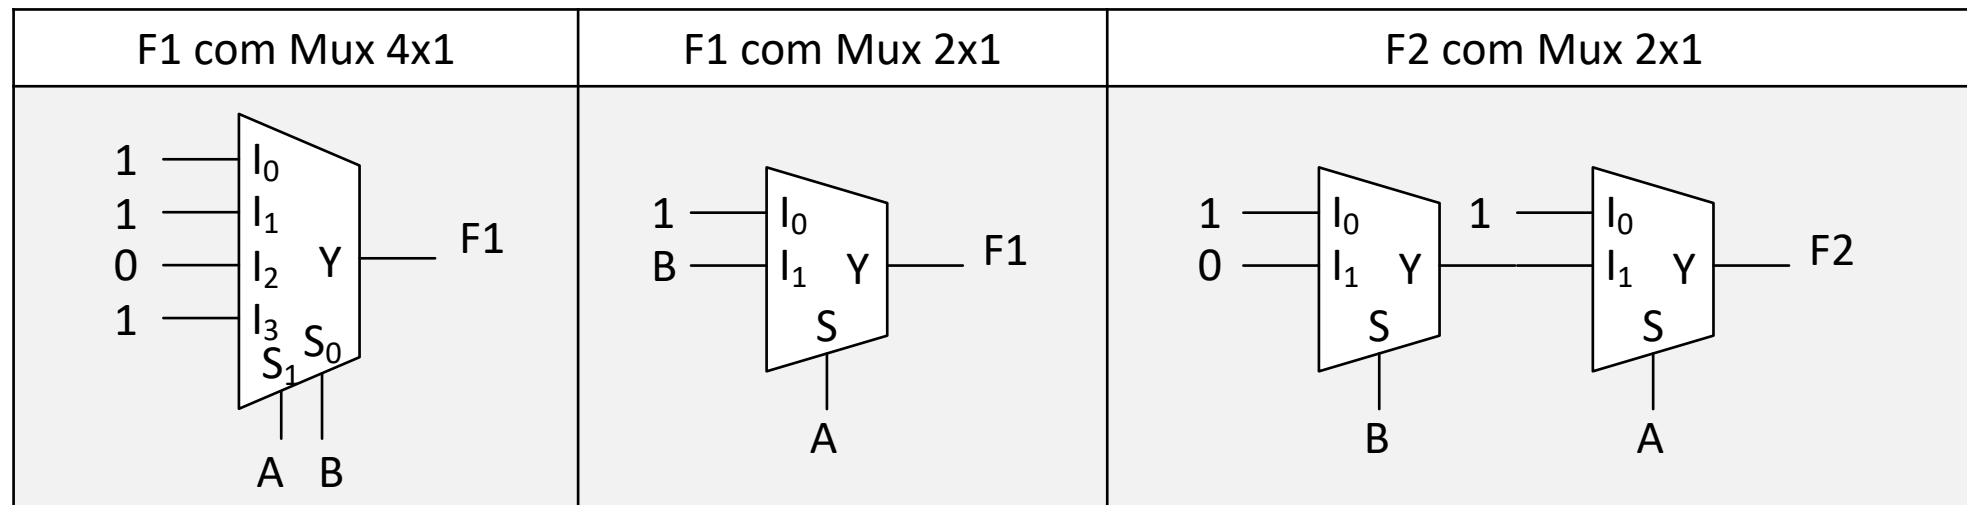 F1 com Mux 4x1
F1 com Mux 2x1
F2 com Mux 2x1
1 I₀
1 I₁
0 I₂ Y F1
1 I₃
S₁ S₀
A B
1 I₀
B I₁ Y F1
S
A
1 I₀
0 I₁ Y
S
B
1 I₀
I₁ Y F2
S
A